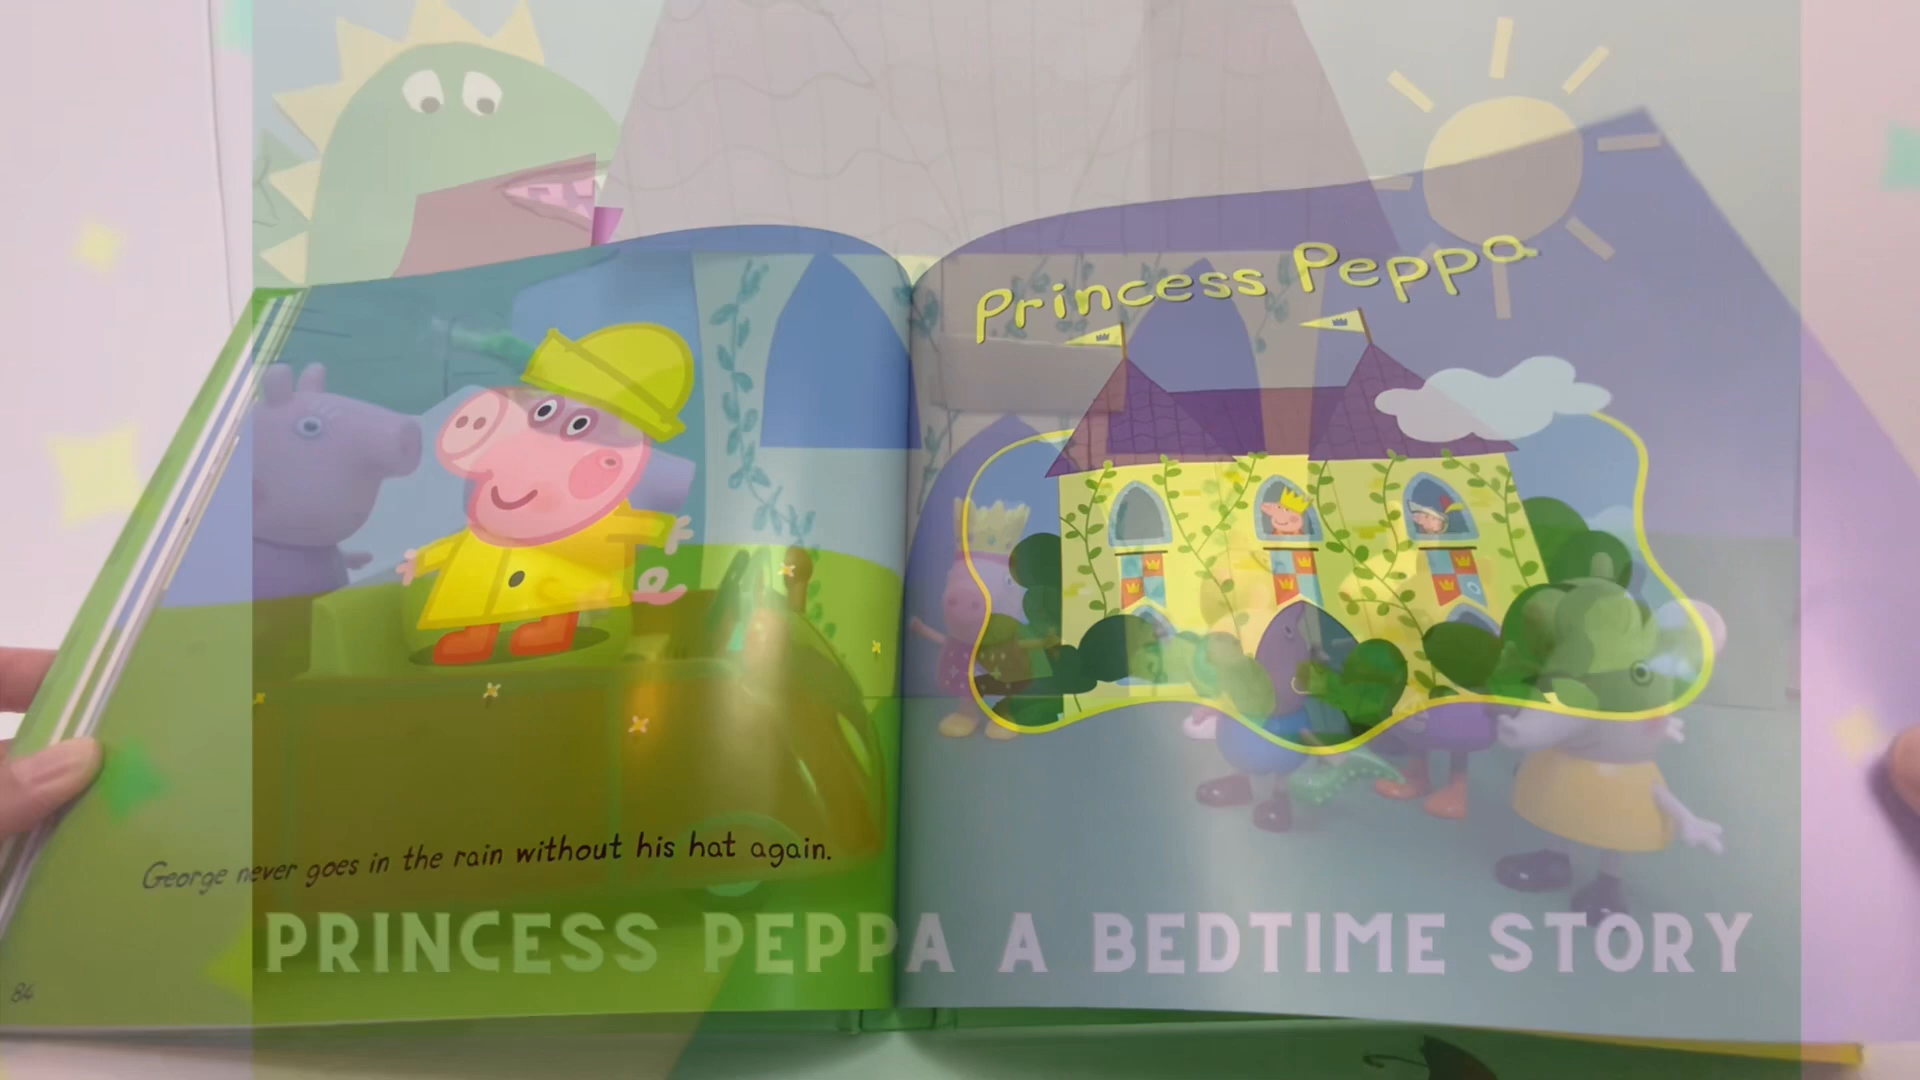 Princess Peppa
George never goes in the rain without his hat again.
PRINCESS PEPPA A BEDTIME STORY
84